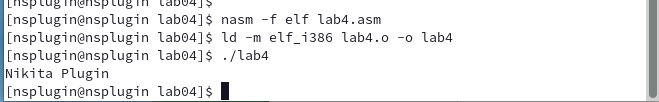 [nsplugin@nsplugin lab04]$
[nsplugin@nsplugin lab04]$ nasm -f elf lab4.asm
[nsplugin@nsplugin lab04]$ ld -m elf_i386 lab4.o -o lab4
[nsplugin@nsplugin lab04]$ ./lab4
Nikita Plugin
[nsplugin@nsplugin lab04]$